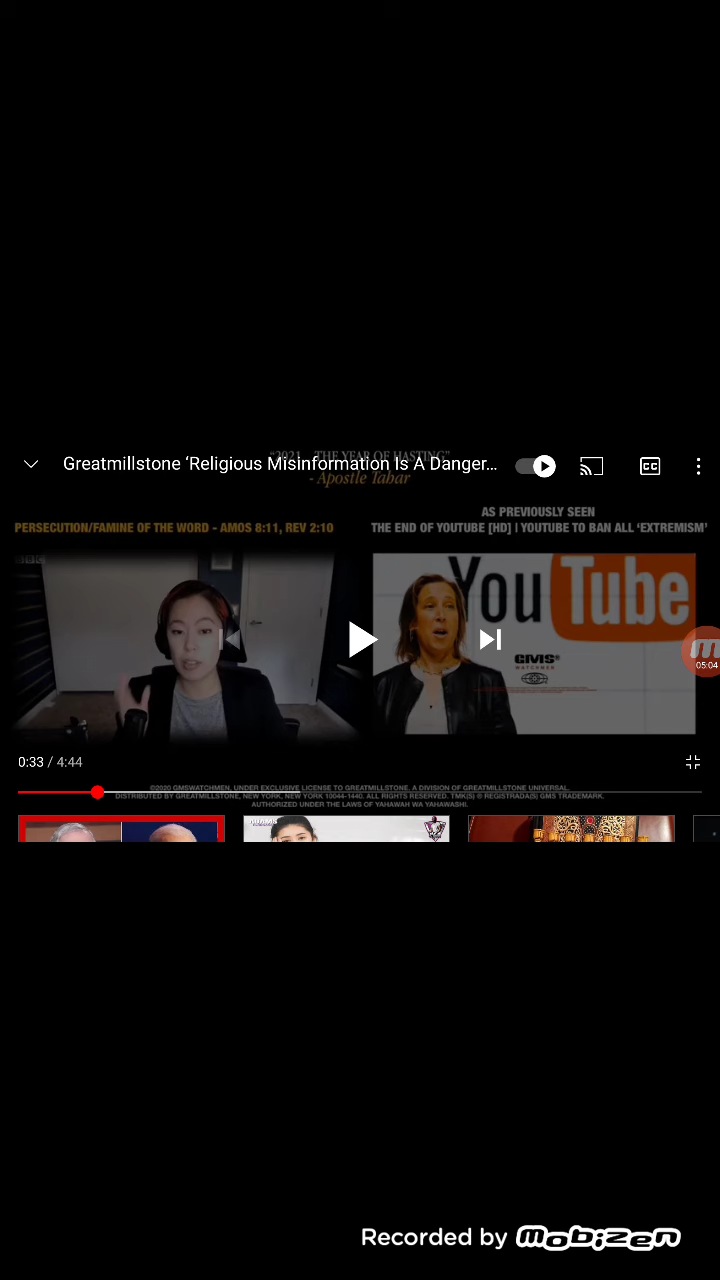 "2021 - THE YEAR OF HASTING"
Greatmillstone ‘Religious Misinformation Is A Danger...
- Apostle Tahar
AS PREVIOUSLY SEEN
PERSECUTION/FAMINE OF THE WORD - AMOS 8:11, REV 2:10
THE END OF YOUTUBE [HD] | YOUTUBE TO BAN ALL ‘EXTREMISM’
BBC
YouTube
GMS®
WATCHMEN
05:04
0:33 / 4:44
©2020 GMSWATCHMEN, UNDER EXCLUSIVE LICENSE TO GREATMILLSTONE. A DIVISION OF GREATMILLSTONE UNIVERSAL.
DISTRIBUTED BY GREATMILLSTONE, NEW YORK, NEW YORK 10044-1440. ALL RIGHTS RESERVED. TMK(S) ® REGISTRADA(S) GMS TRADEMARK.
AUTHORIZED UNDER THE LAWS OF YAHAWAH WA YAHAWASHI.
Recorded by mobizen